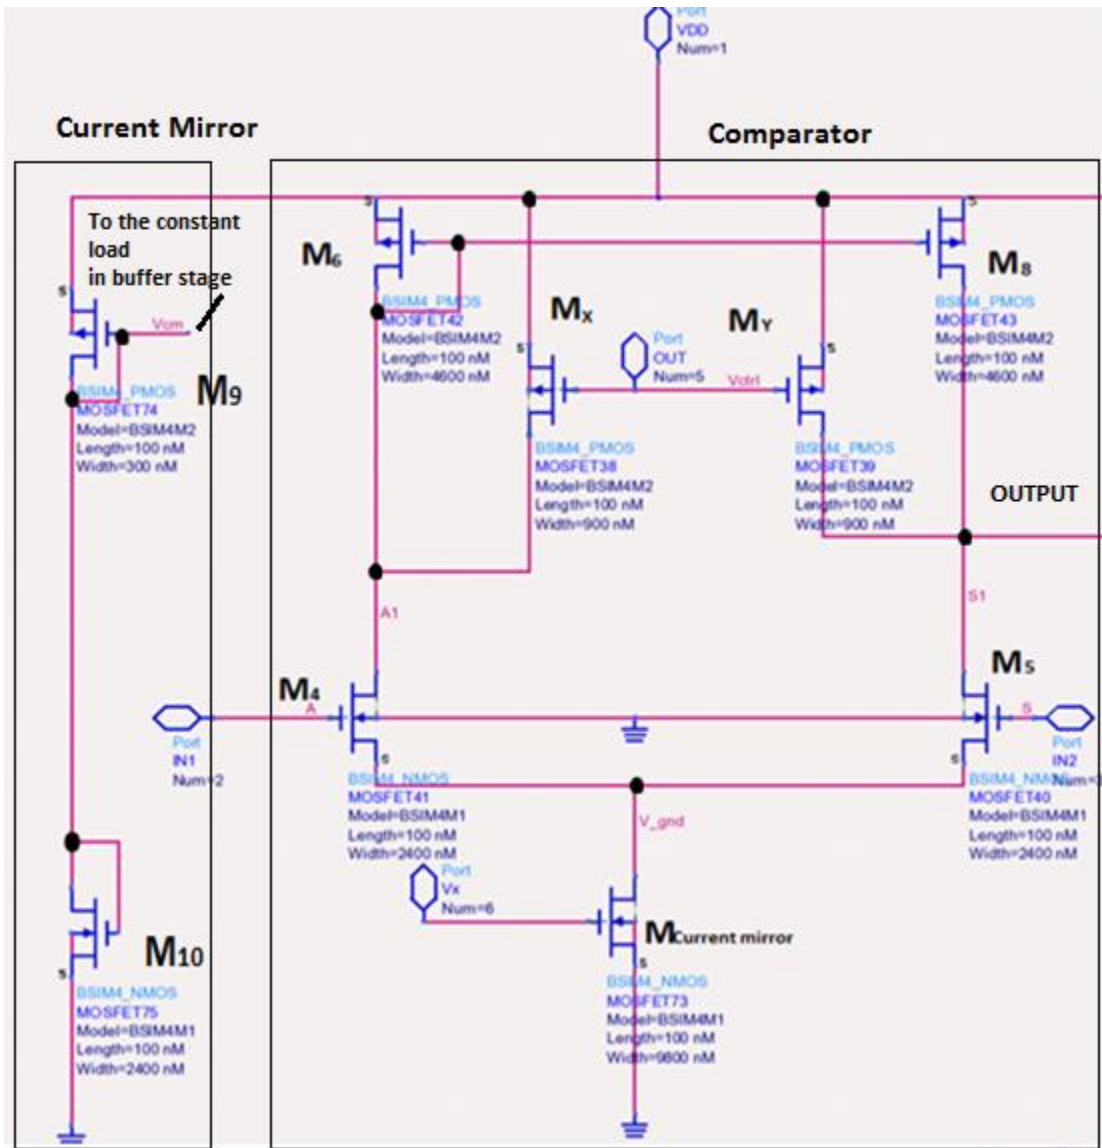 Port
VDD
Num=1
Current Mirror
Comparator
To the constant
load
in buffer stage
S
S
M6
M8
S
Vcm
BSIM4_PMOS
MOSFET42
Model=BSIM4M2
Length=100 nM
Width=4600 nM
MX
MY
Port
OUT
Num=5
BSIM4_PMOS
MOSFET43
Model=BSIM4M2
Length=100 nM
Width=4600 nM
S
S
Vctrl
M9
BSIM4_PMOS
MOSFET74
Model=BSIM4M2
Length=100 nM
Width=300 nM
BSIM4_PMOS
MOSFET38
Model=BSIM4M2
Length=100 nM
Width=900 nM
BSIM4_PMOS
MOSFET39
Model=BSIM4M2
Length=100 nM
Width=900 nM
OUTPUT
A1
S1
M4
M5
A
S
Port
IN1
Num=2
Port
IN2
Num=
S
S
BSIM4_NMOS
MOSFET41
Model=BSIM4M1
Length=100 nM
Width=2400 nM
BSIM4_NMOS
MOSFET40
Model=BSIM4M1
Length=100 nM
Width=2400 nM
V_gnd
Port
Vx
Num=6
M10
MCurrent mirror
S
S
BSIM4_NMOS
MOSFET75
Model=BSIM4M1
Length=100 nM
Width=2400 nM
BSIM4_NMOS
MOSFET73
Model=BSIM4M1
Length=100 nM
Width=9800 nM